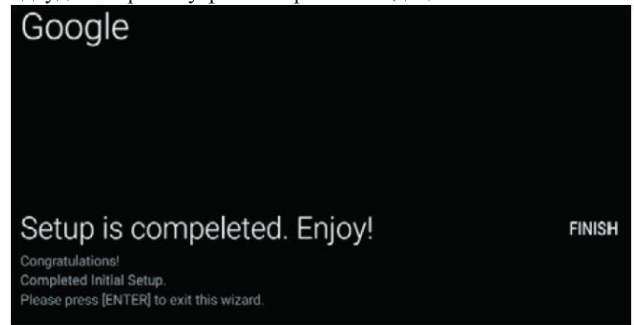 Google
Setup is compeleted. Enjoy!
FINISH
Congratulations!
Completed Initial Setup.
Please press [ENTER] to exit this wizard.